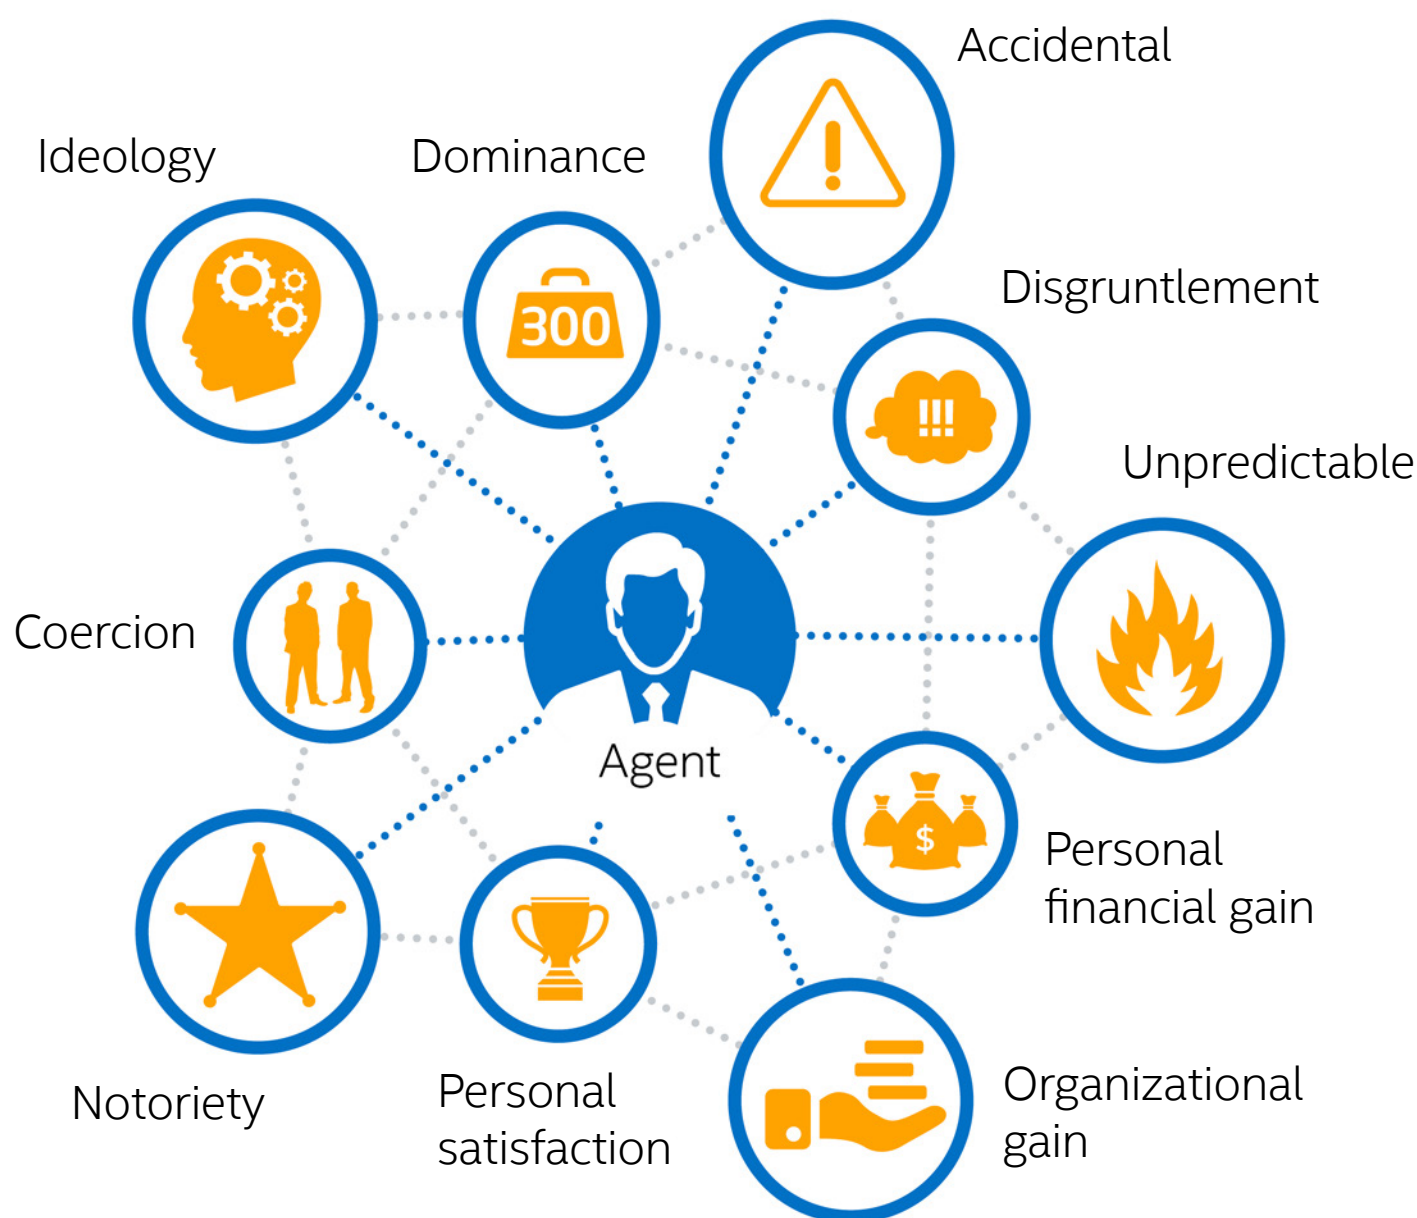 Accidental
Ideology
Dominance
300
Disgruntlement
!!!
Unpredictable
Coercion
Agent
$
Personal
financial gain
Notoriety
Personal
satisfaction
Organizational
gain